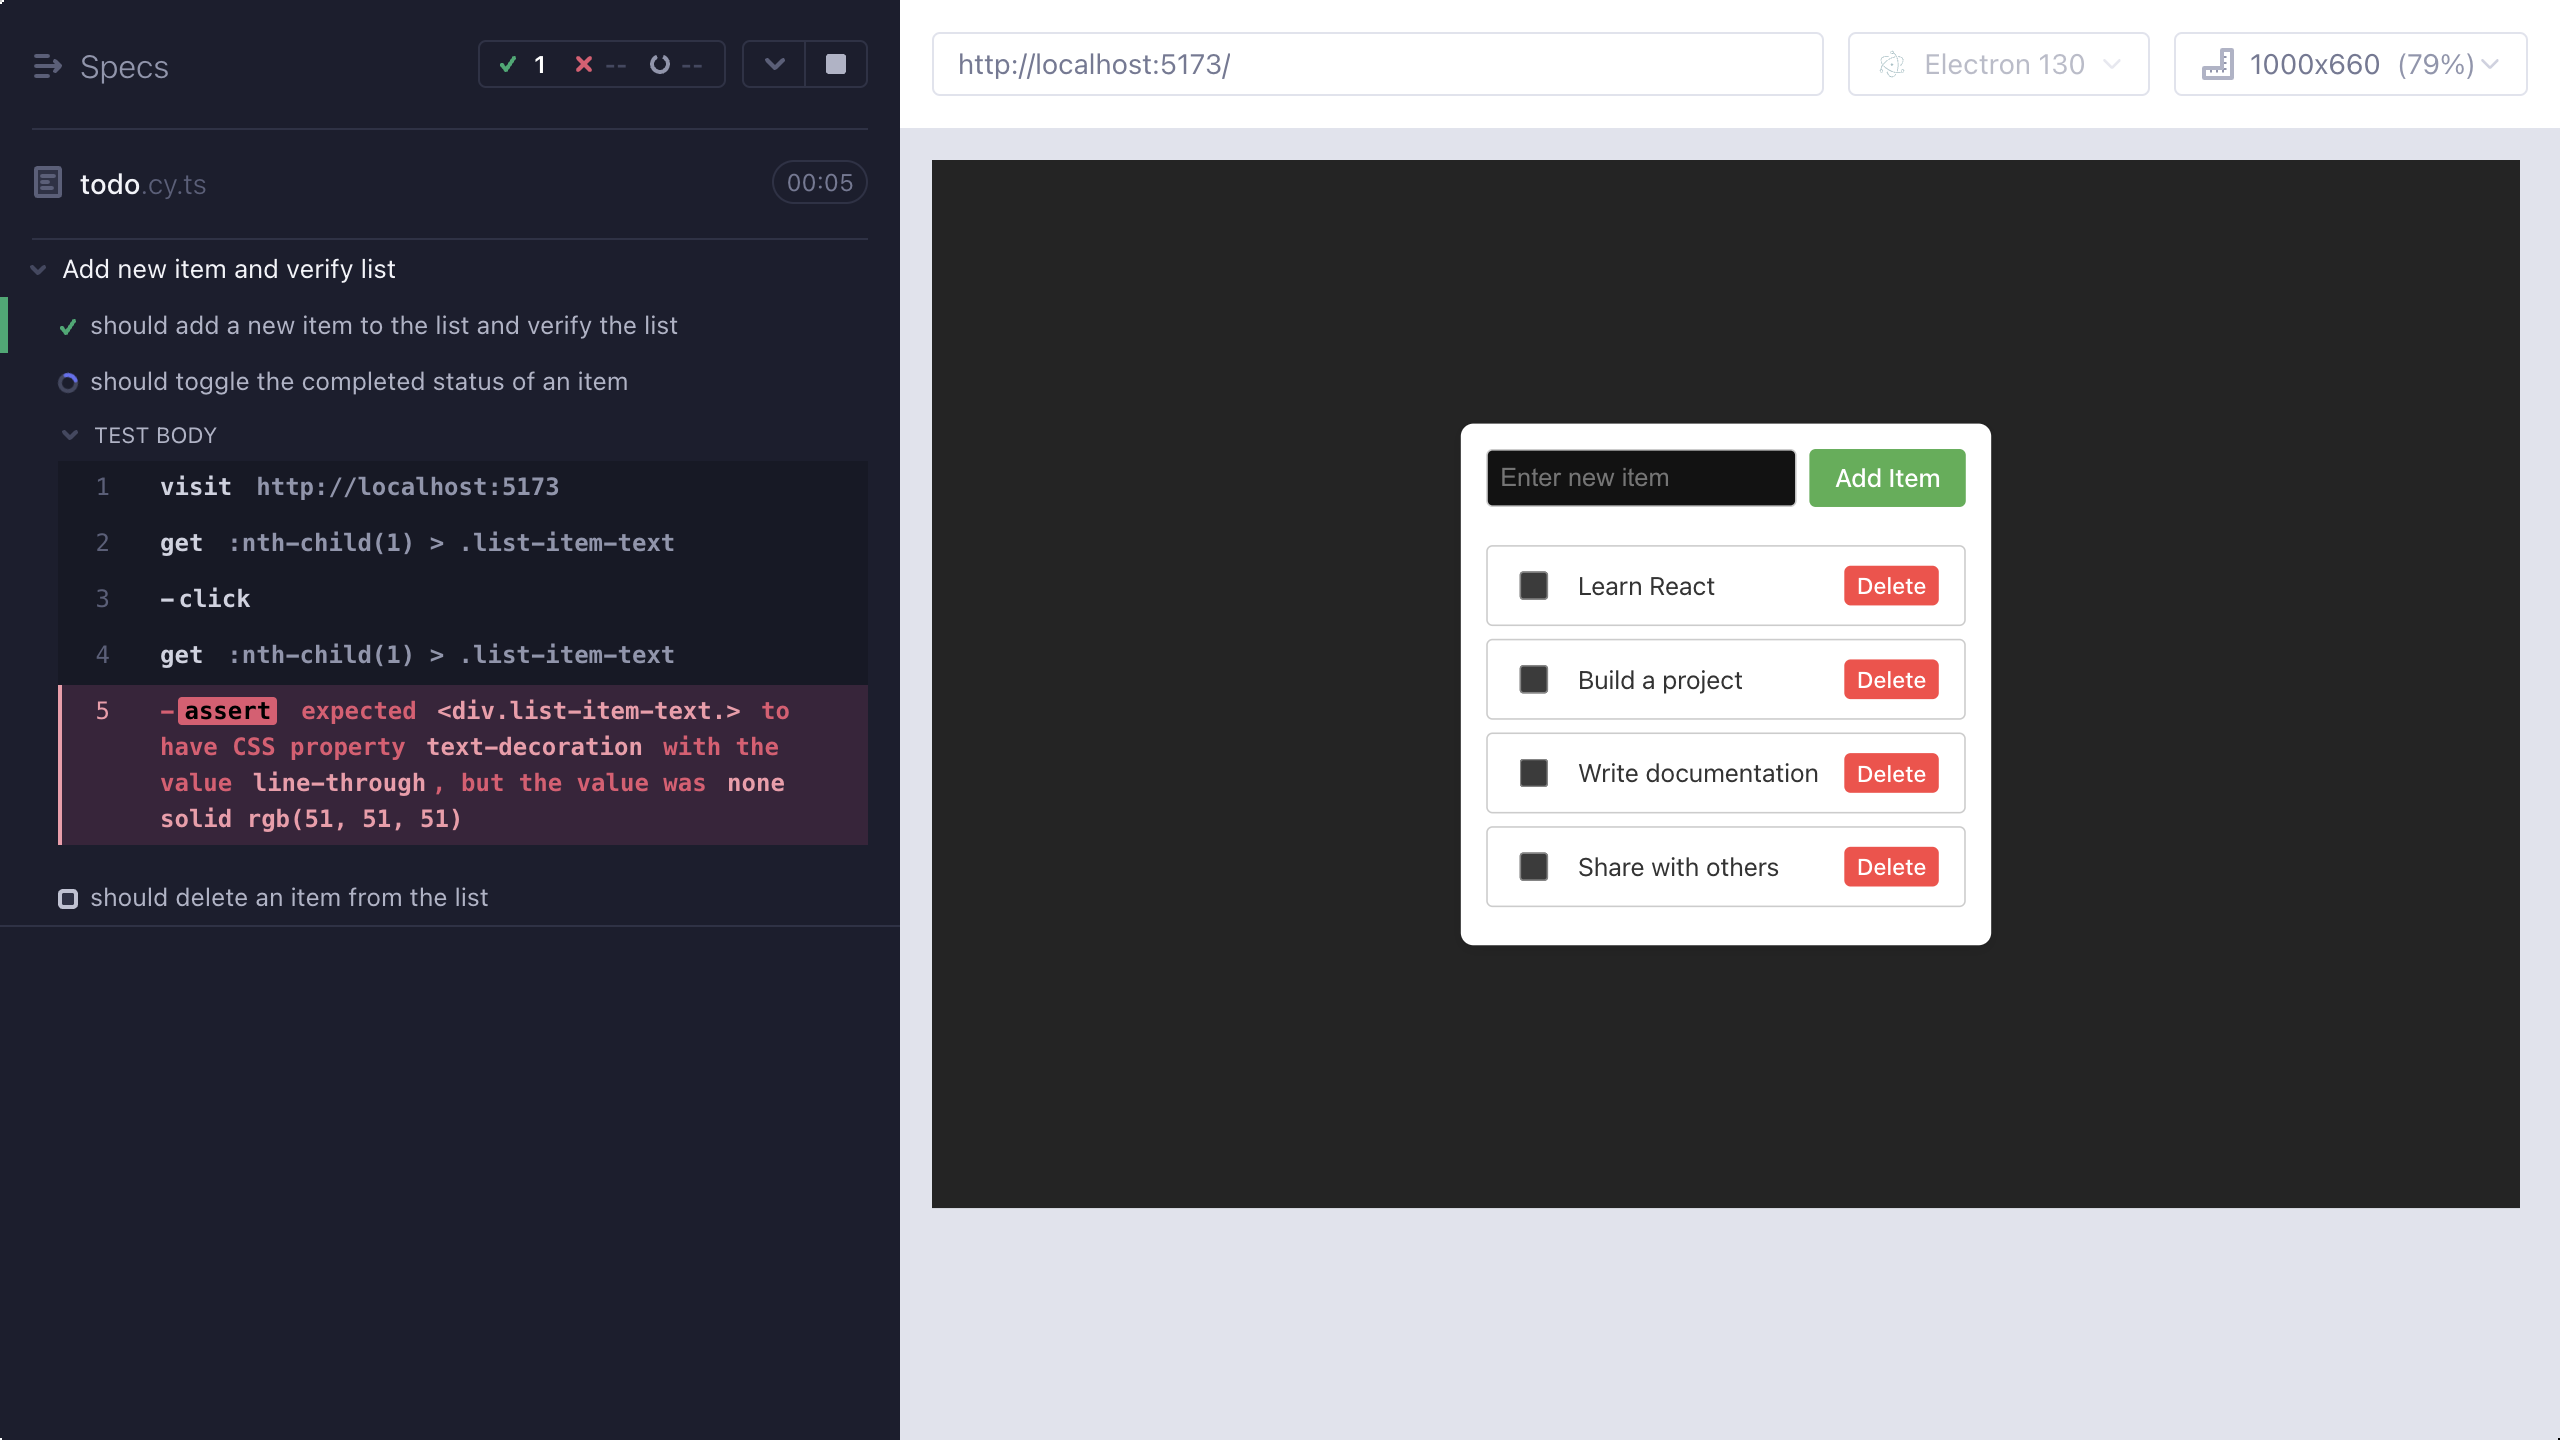 Specs
1 -- --
todo.cy.ts 00:05
Add new item and verify list
should add a new item to the list and verify the list
should toggle the completed status of an item
TEST BODY
1 visit http://localhost:5173
2 get :nth-child(1) > .list-item-text
3 -click
4 get :nth-child(1) > .list-item-text
5 -assert expected <div.list-item-text.> to
have CSS property text-decoration with the
value line-through, but the value was none
solid rgb(51, 51, 51)
should delete an item from the list
http://localhost:5173/ Electron 130 1000x660 (79%)
Enter new item Add Item
Learn React Delete
Build a project Delete
Write documentation Delete
Share with others Delete